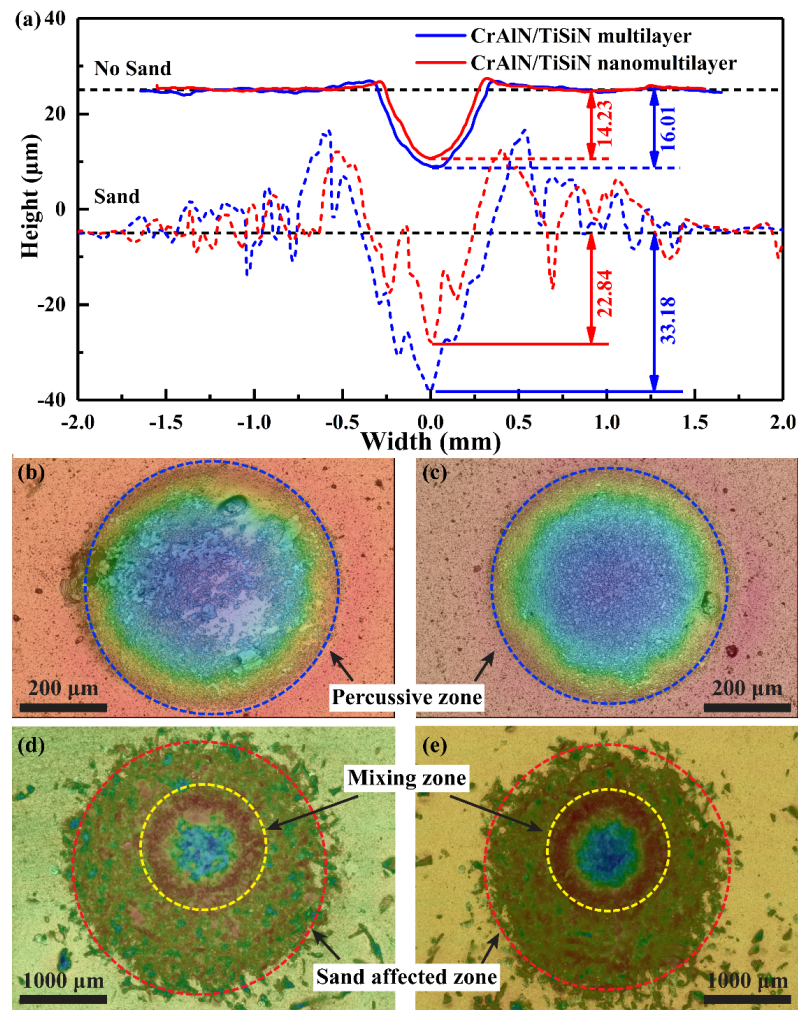 (a)
40
CrAlN/TiSiN multilayer
CrAlN/TiSiN nanomultilayer
No Sand
20
14.23
16.01
Sand
0
Height (μm)
-20
22.84
33.18
-40
-2.0 -1.5 -1.0 -0.5 0.0 0.5 1.0 1.5 2.0
Width (mm)
(b)
(c)
200 μm
Percussive zone
200 μm
(d)
(e)
Mixing zone
1000 μm
Sand affected zone
1000 μm